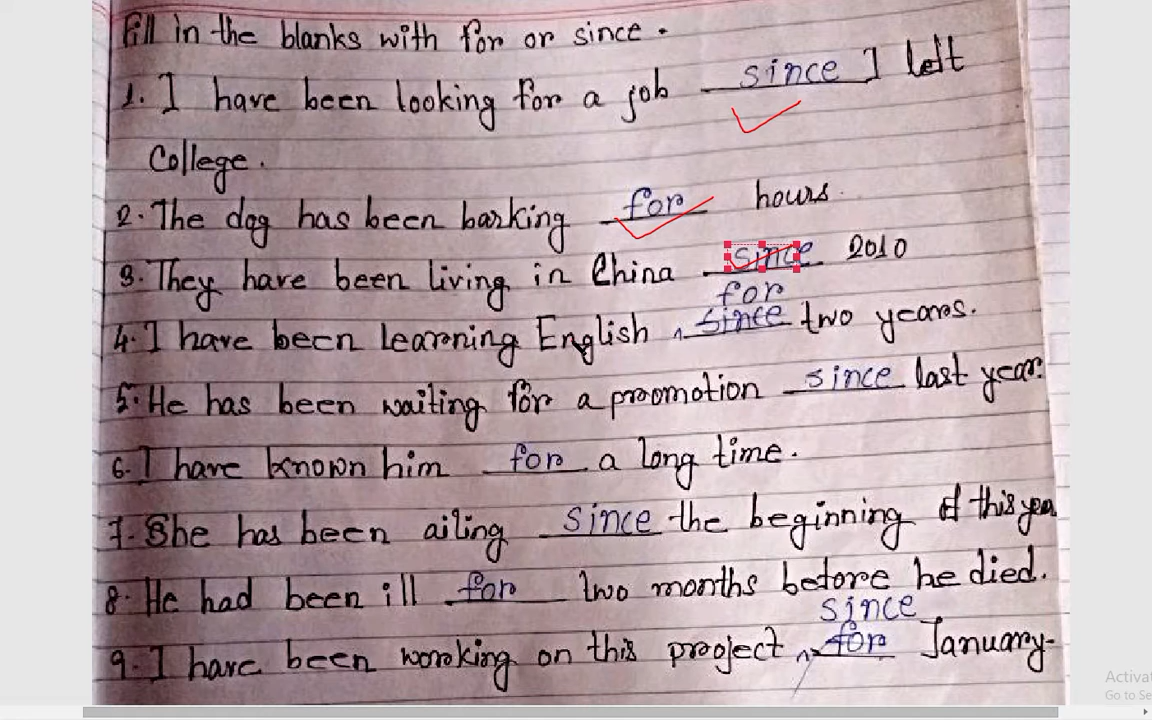 Fill in the blanks with for or since.
1. I have been looking for a job since I left
College.
2. The dog has been barking for hours.
3. They have been living in China since 2010
for
4. I have been learning English ^ since two years.
5. He has been waiting for a promotion since last year.
6. I have known him for a long time.
7. She has been ailing since the beginning of this yea
8. He had been ill for two months before he died.
since
9. I have been working on this project ^ for January-
Activat
Go to Se